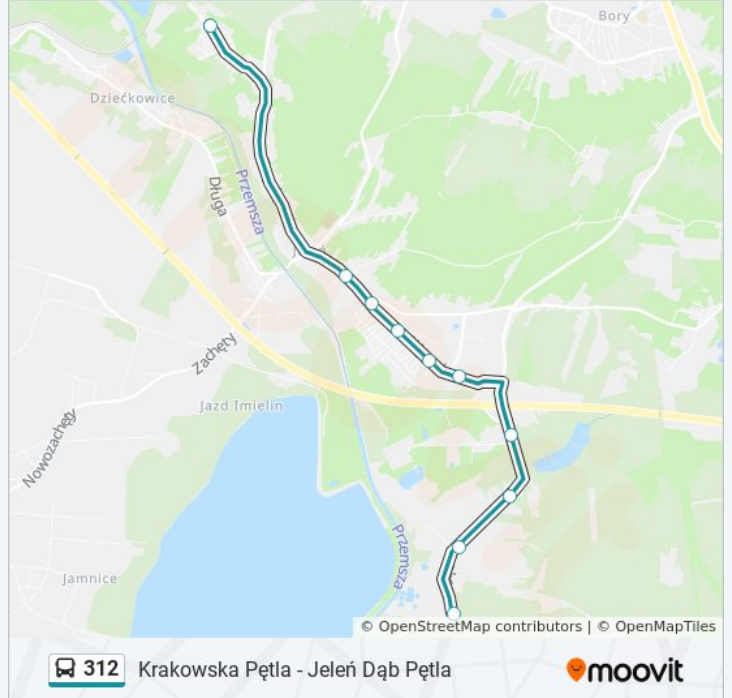 Bory
Dziećkowice
Długa
Przemsza
Zachęty
Jazd Imielin
Nowozachęty
Przemsza
Jamnice
© OpenStreetMap contributors | © OpenMapTiles
312 Krakowska Pętla - Jeleń Dąb Pętla
moovit